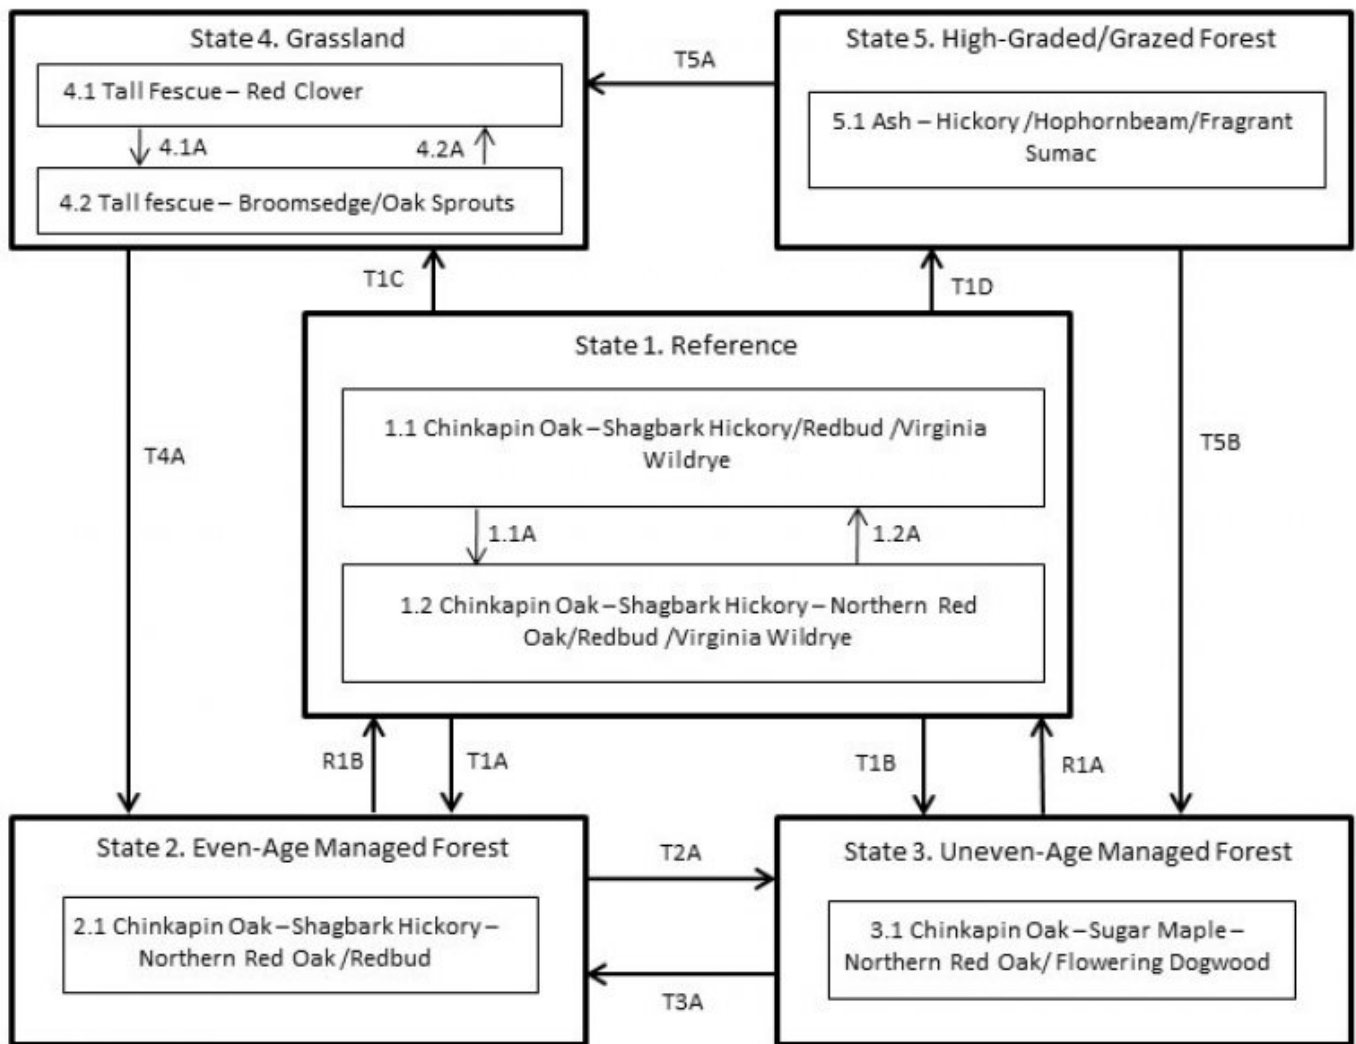 State 4. Grassland
4.1 Tall Fescue – Red Clover
4.1A
4.2A
4.2 Tall fescue – Broomsedge/Oak Sprouts
T5A
State 5. High-Graded/Grazed Forest
5.1 Ash – Hickory /Hophornbeam/Fragrant
Sumac
T1C
T1D
State 1. Reference
1.1 Chinkapin Oak – Shagbark Hickory/Redbud /Virginia
Wildrye
1.1A
1.2A
1.2 Chinkapin Oak – Shagbark Hickory – Northern Red
Oak/Redbud /Virginia Wildrye
T4A
T5B
R1B
T1A
T1B
R1A
State 2. Even-Age Managed Forest
2.1 Chinkapin Oak – Shagbark Hickory –
Northern Red Oak /Redbud
T2A
T3A
State 3. Uneven-Age Managed Forest
3.1 Chinkapin Oak – Sugar Maple –
Northern Red Oak/ Flowering Dogwood